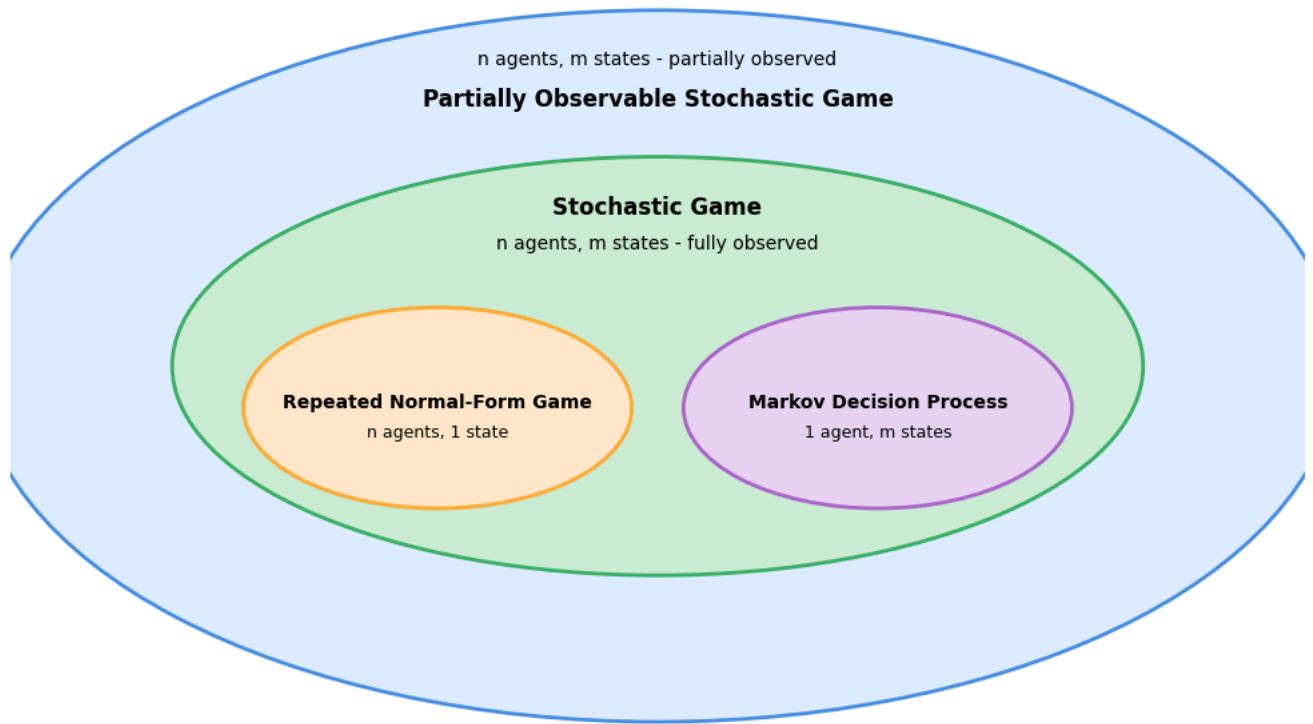 n agents, m states - partially observed
Partially Observable Stochastic Game
Stochastic Game
n agents, m states - fully observed
Repeated Normal-Form Game
n agents, 1 state
Markov Decision Process
1 agent, m states